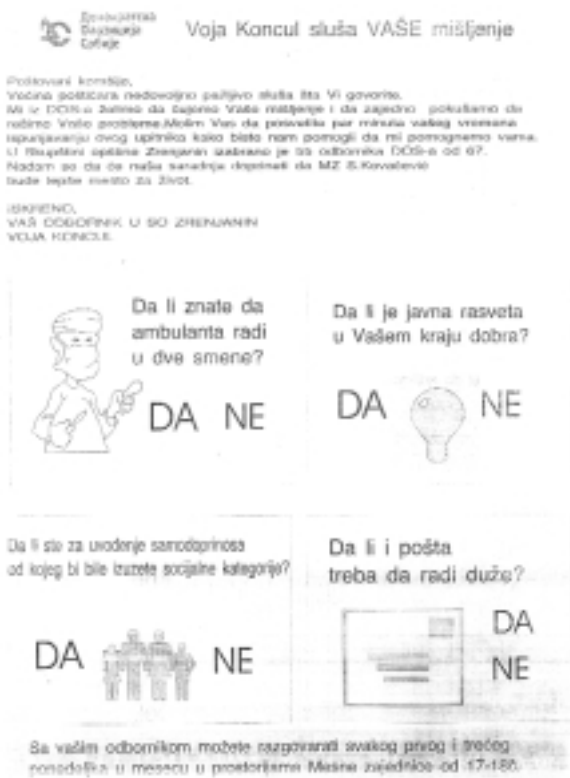 Демократска
Опозиција
Србије
Voja Koncul sluša VAŠE mišljenje
Poštovani komšije,
Većina političara nedovoljno pažljivo sluša šta Vi govorite.
Mi iz DOS-a želimo da čujemo Vaše mišljenje i da zajedno pokušamo da
rešimo Vaše probleme.Molim Vas da posvetite par minuta vašeg vremena
ispunjavanju ovog upitnika kako biste nam pomogli da mi pomognemo vama.
U Skupštini opštine Zrenjanin izabrano je 55 odbornika DOS-a od 67.
Nadam se da će naša saradnja doprineti da MZ S.Kovačević
bude lepše mesto za život.
ISKRENO,
VAŠ ODBORNIK U SO ZRENJANIN
VOJA KONCUL
Da li znate da
ambulanta radi
u dve smene?
DA NE
Da li je javna rasveta
u Vašem kraju dobra?
DA NE
Da li ste za uvođenje samodoprinosa
od kojeg bi bile izuzete socijalne kategorije?
DA NE
Da li i pošta
treba da radi duže?
DA
NE
Sa vašim odbornikom možete razgovarati svakog prvog i trećeg
ponedeljka u mesecu u prostorijama Mesne zajednice od 17-18h